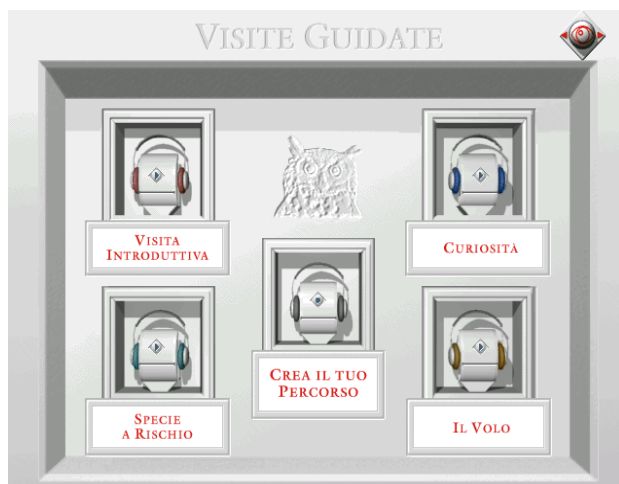 VISITE GUIDATE
VISITA
INTRODUTTIVA
CURIOSITÀ
CREA IL TUO
PERCORSO
SPECIE
A RISCHIO
IL VOLO